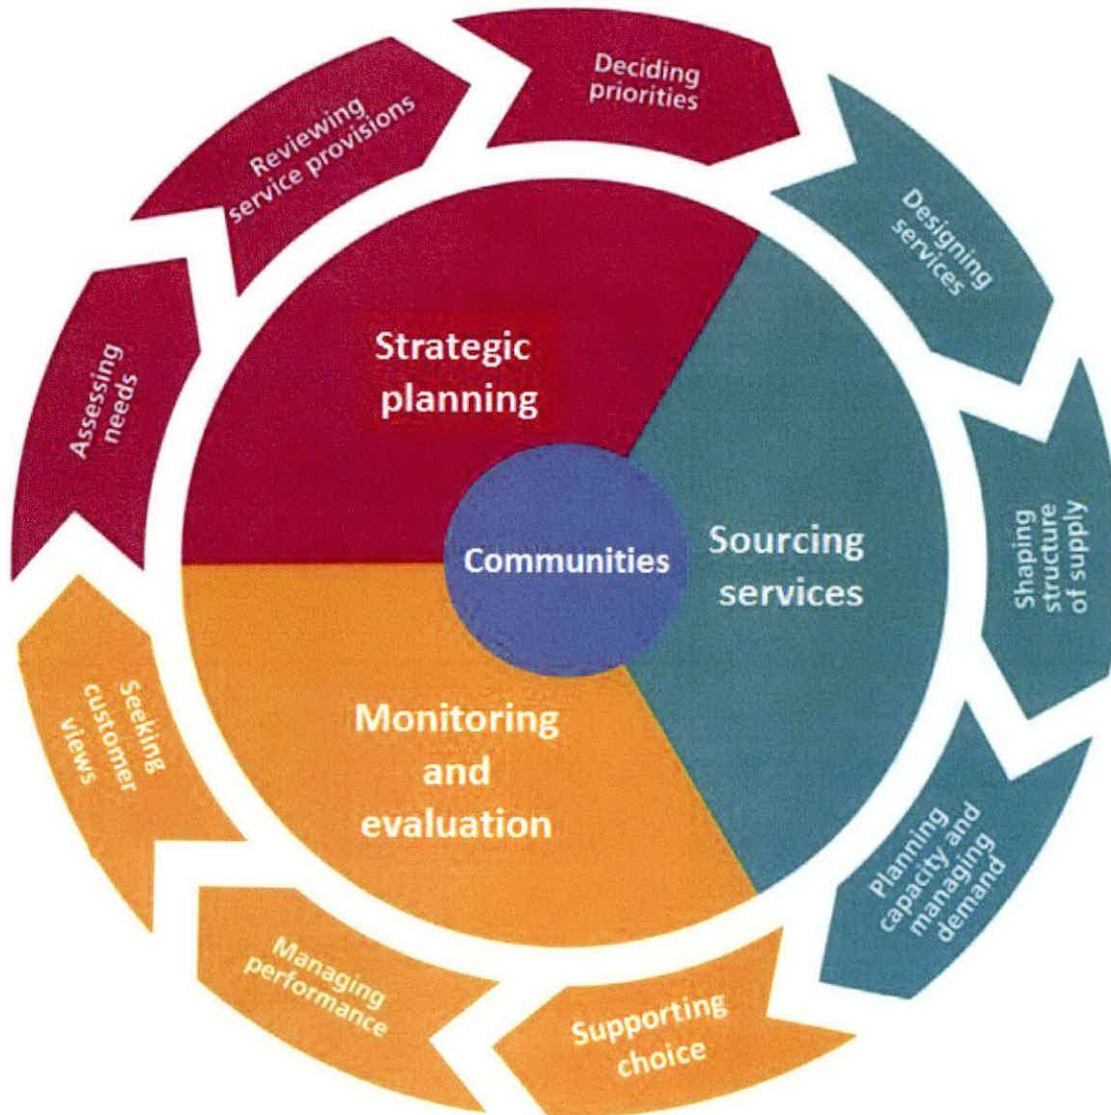 Deciding
priorities
Reviewing
service provisions
Designing
services
Assessing
needs
Strategic
planning
Shaping
structure
of supply
Communities
Sourcing
services
Seeking
customer
views
Monitoring
and
evaluation
Planning
capacity and
managing
demand
Managing
performance
Supporting
choice